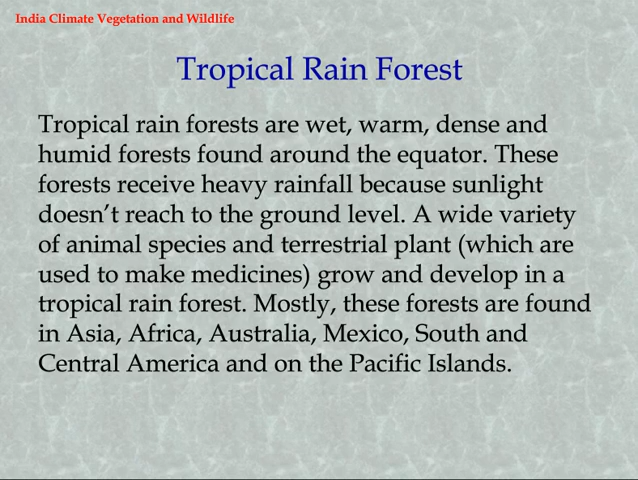 India Climate Vegetation and Wildlife
Tropical Rain Forest
Tropical rain forests are wet, warm, dense and
humid forests found around the equator. These
forests receive heavy rainfall because sunlight
doesn’t reach to the ground level. A wide variety
of animal species and terrestrial plant (which are
used to make medicines) grow and develop in a
tropical rain forest. Mostly, these forests are found
in Asia, Africa, Australia, Mexico, South and
Central America and on the Pacific Islands.